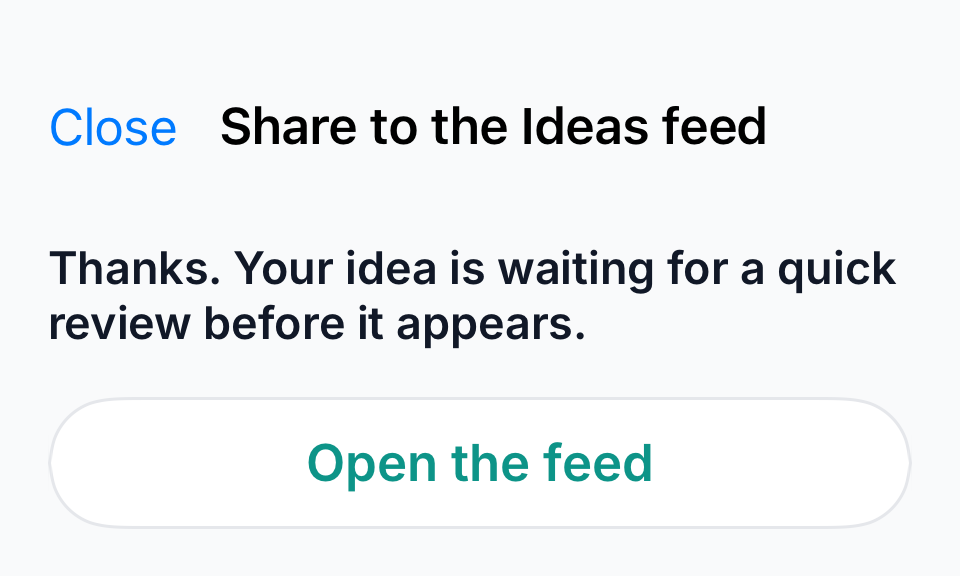 Close Share to the Ideas feed
Thanks. Your idea is waiting for a quick
review before it appears.
Open the feed